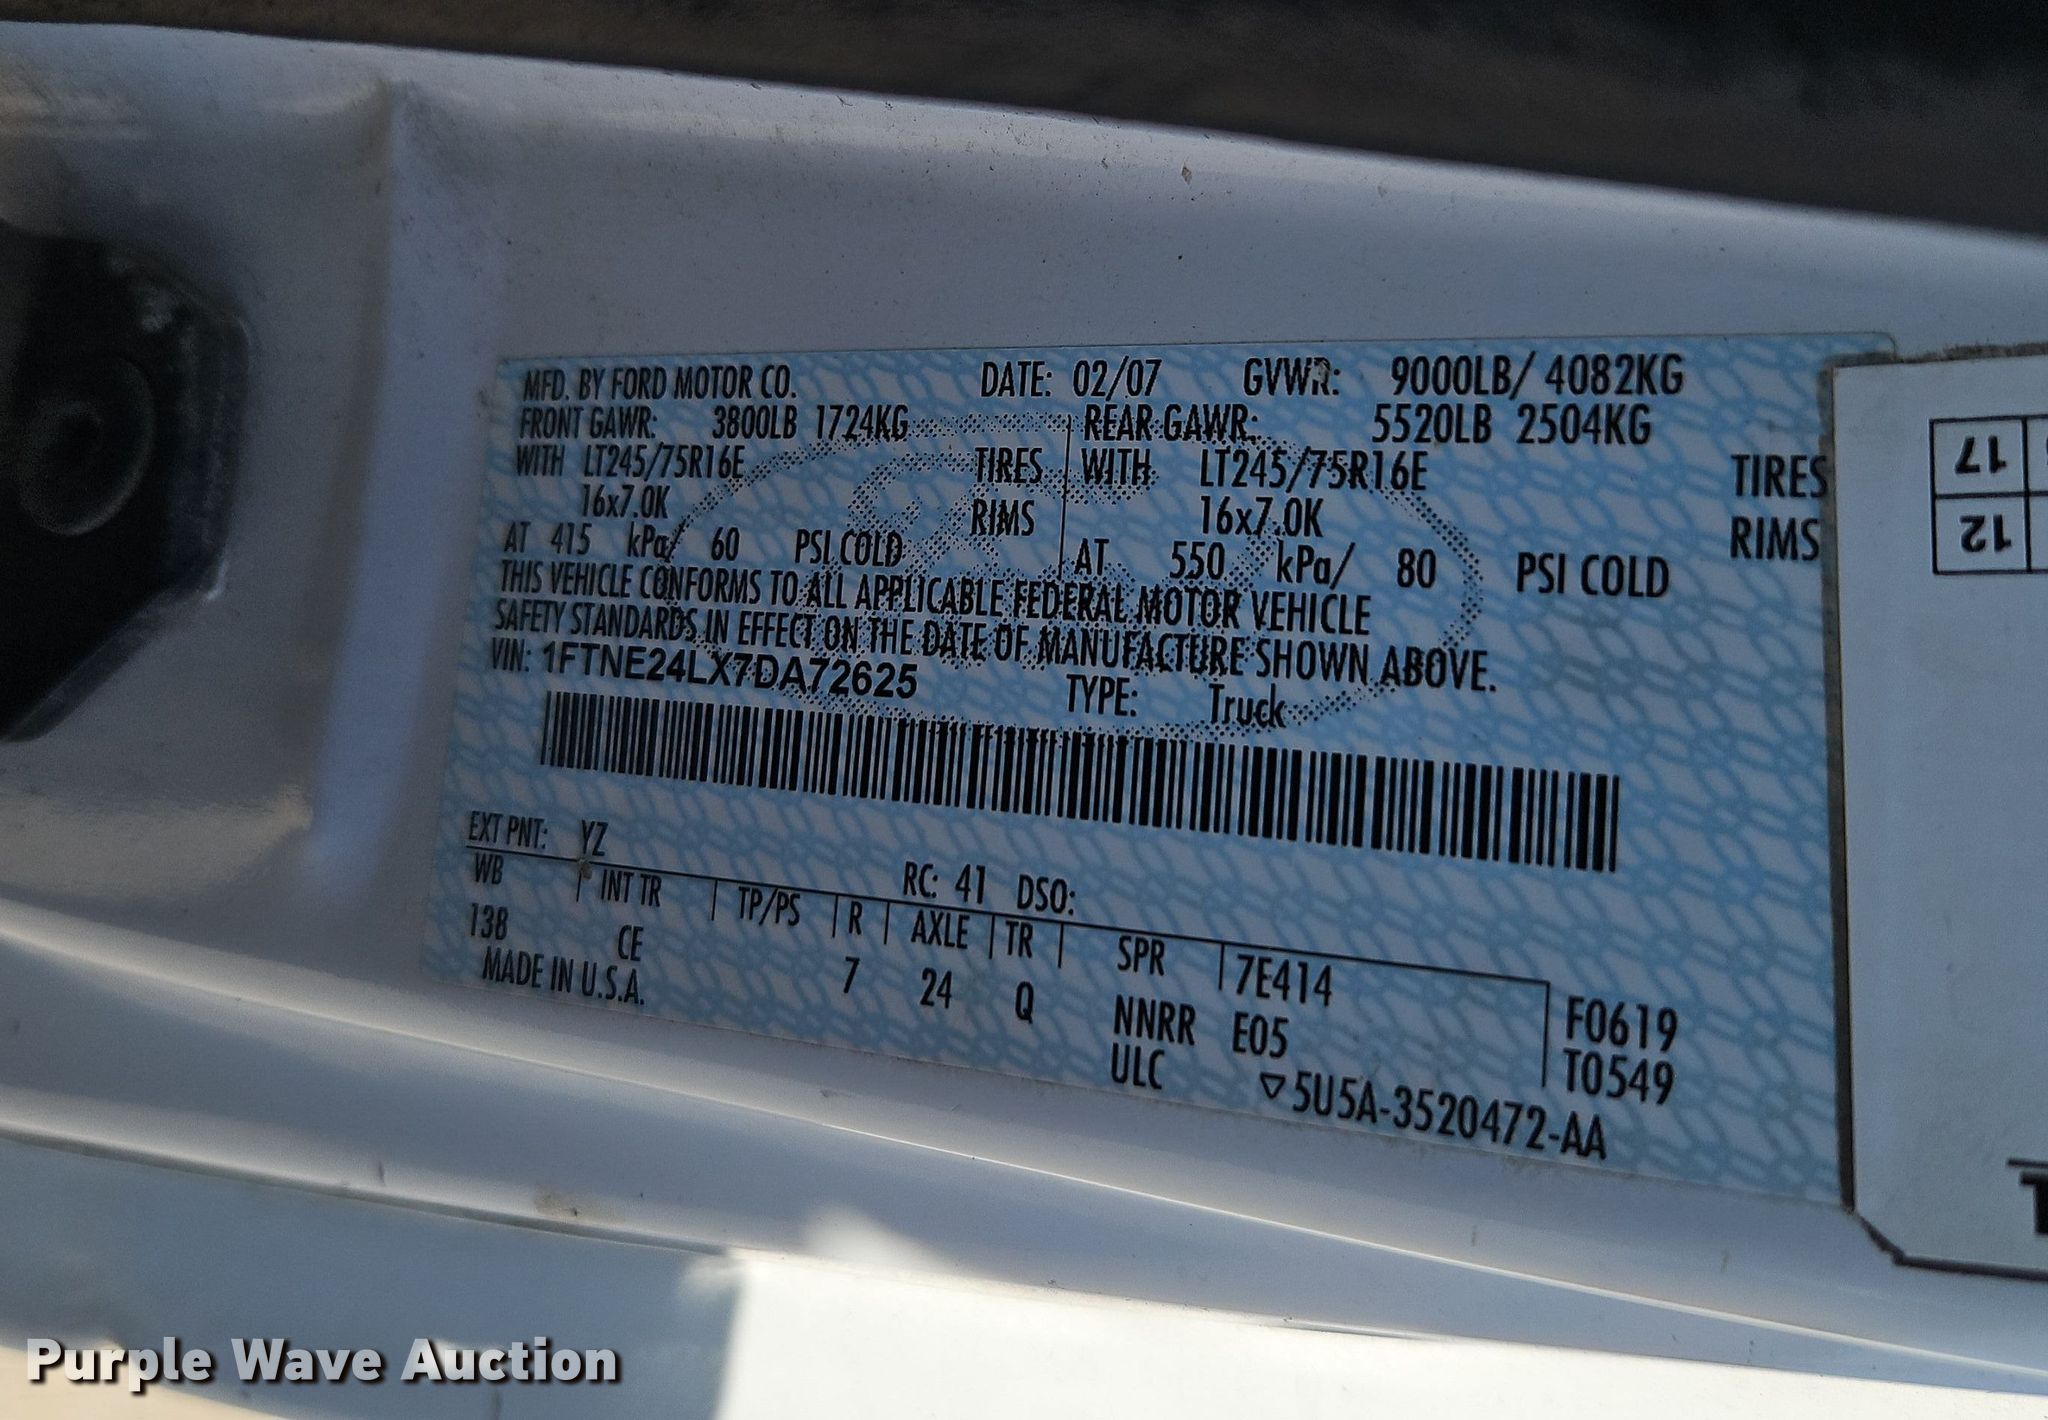 MFD. BY FORD MOTOR CO. DATE: 02/07 GVWR: 9000LB/ 4082KG
FRONT GAWR: 3800LB 1724KG REAR GAWR: 5520LB 2504KG
WITH LT245/75R16E TIRES WITH LT245/75R16E TIRES
16x7.0K RIMS 16x7.0K RIMS
AT 415 kPa/ 60 PSI COLD AT 550 kPa/ 80 PSI COLD
THIS VEHICLE CONFORMS TO ALL APPLICABLE FEDERAL MOTOR VEHICLE
SAFETY STANDARDS IN EFFECT ON THE DATE OF MANUFACTURE SHOWN ABOVE.
VIN: 1FTNE24LX7DA72625 TYPE: Truck
EXT PNT: YZ RC: 41 DSO:
WB INT TR TP/PS R AXLE TR SPR 7E414 F0619
138 CE 7 24 Q NNRR E05 T0549
MADE IN U.S.A. ULC ▽5U5A-3520472-AA
17
12
Purple Wave Auction